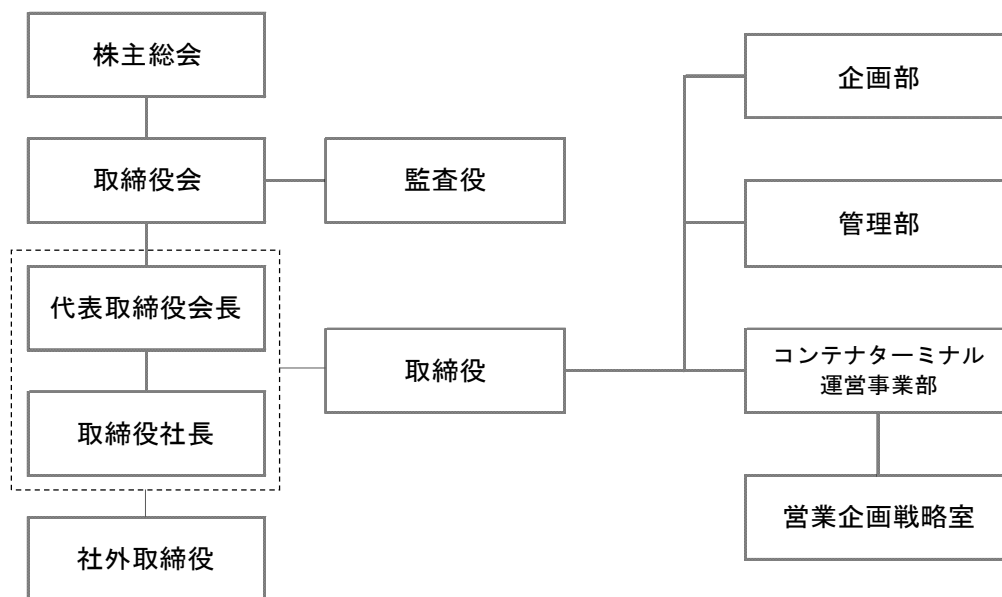 株主総会
取締役会
監査役
代表取締役会長
取締役社長
社外取締役
取締役
企画部
管理部
コンテナターミナル
運営事業部
営業企画戦略室